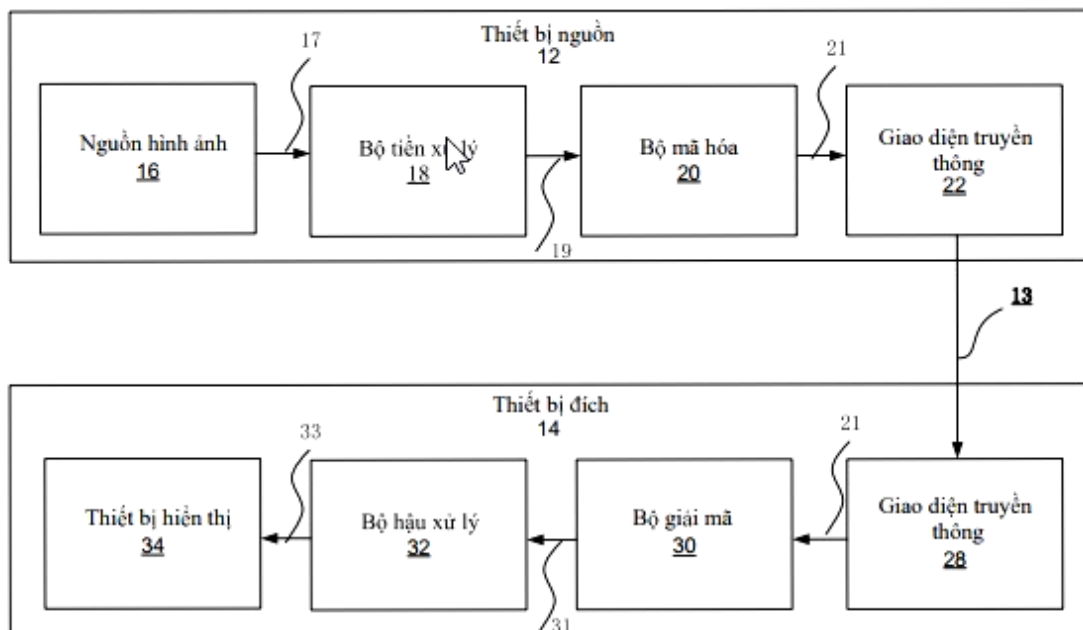 Thiết bị nguồn
12
17
21
Nguồn hình ảnh
16
Bộ tiền xử lý
18
Bộ mã hóa
20
Giao diện truyền
thông
22
19
13
Thiết bị đích
14
33
21
Thiết bị hiển thị
34
Bộ hậu xử lý
32
Bộ giải mã
30
Giao diện truyền
thông
28
31